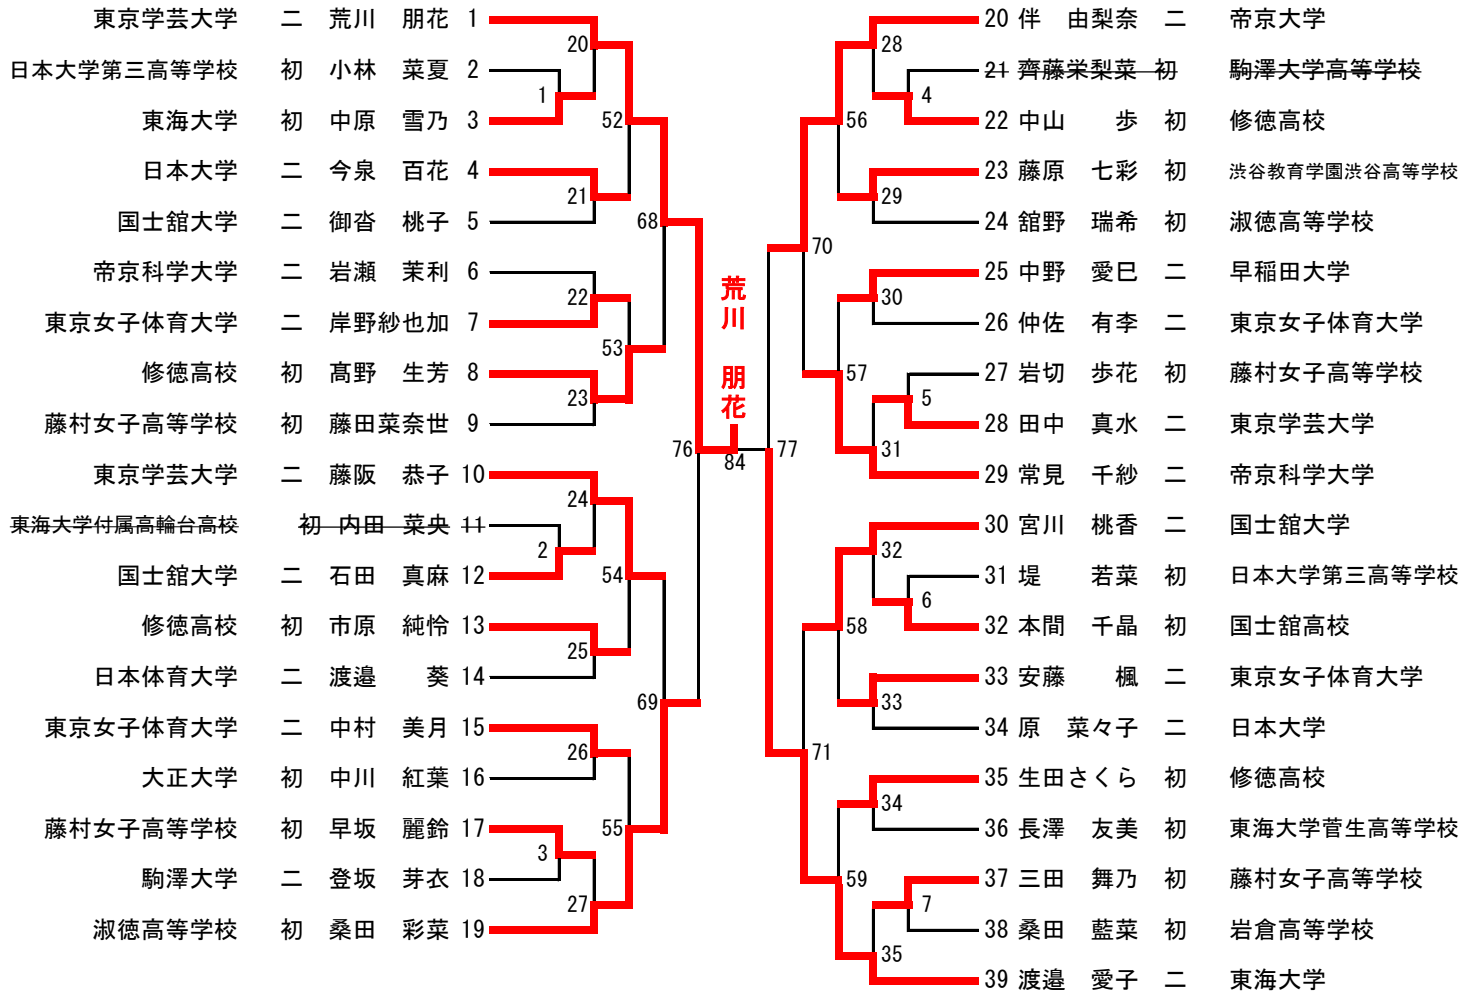 東京学芸大学 二 荒川 朋花 1
日本大学第三高等学校 初 小林 菜夏 2
東海大学 初 中原 雪乃 3
日本大学 二 今泉 百花 4
国士舘大学 二 御沓 桃子 5
帝京科学大学 二 岩瀬 茉利 6
東京女子体育大学 二 岸野紗也加 7
修徳高校 初 髙野 生芳 8
藤村女子高等学校 初 藤田菜奈世 9
東京学芸大学 二 藤阪 恭子 10
東海大学付属高輪台高校 初 内田 菜央 11
国士舘大学 二 石田 真麻 12
修徳高校 初 市原 純怜 13
日本体育大学 二 渡邉 葵 14
東京女子体育大学 二 中村 美月 15
大正大学 初 中川 紅葉 16
藤村女子高等学校 初 早坂 麗鈴 17
駒澤大学 二 登坂 芽衣 18
淑徳高等学校 初 桑田 彩菜 19
1
2
3
20
21
22
23
24
25
26
27
52
53
54
55
68
69
76
荒川 朋花
84
77
70
71
56
57
58
59
28
29
30
31
32
33
34
35
4
5
6
7
20 伴 由梨奈 二 帝京大学
21 齊藤栄梨菜 初 駒澤大学高等学校
22 中山 歩 初 修徳高校
23 藤原 七彩 初 渋谷教育学園渋谷高等学校
24 舘野 瑞希 初 淑徳高等学校
25 中野 愛巳 二 早稲田大学
26 仲佐 有李 二 東京女子体育大学
27 岩切 歩花 初 藤村女子高等学校
28 田中 真水 二 東京学芸大学
29 常見 千紗 二 帝京科学大学
30 宮川 桃香 二 国士舘大学
31 堤 若菜 初 日本大学第三高等学校
32 本間 千晶 初 国士舘高校
33 安藤 楓 二 東京女子体育大学
34 原 菜々子 二 日本大学
35 生田さくら 初 修徳高校
36 長澤 友美 初 東海大学菅生高等学校
37 三田 舞乃 初 藤村女子高等学校
38 桑田 藍菜 初 岩倉高等学校
39 渡邉 愛子 二 東海大学